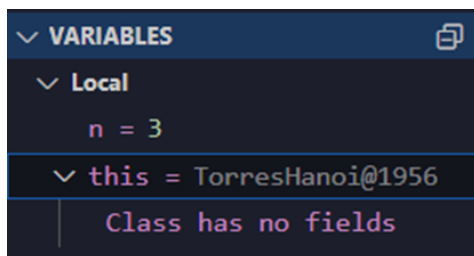 VARIABLES
Local
n = 3
this = TorresHanoi@1956
Class has no fields